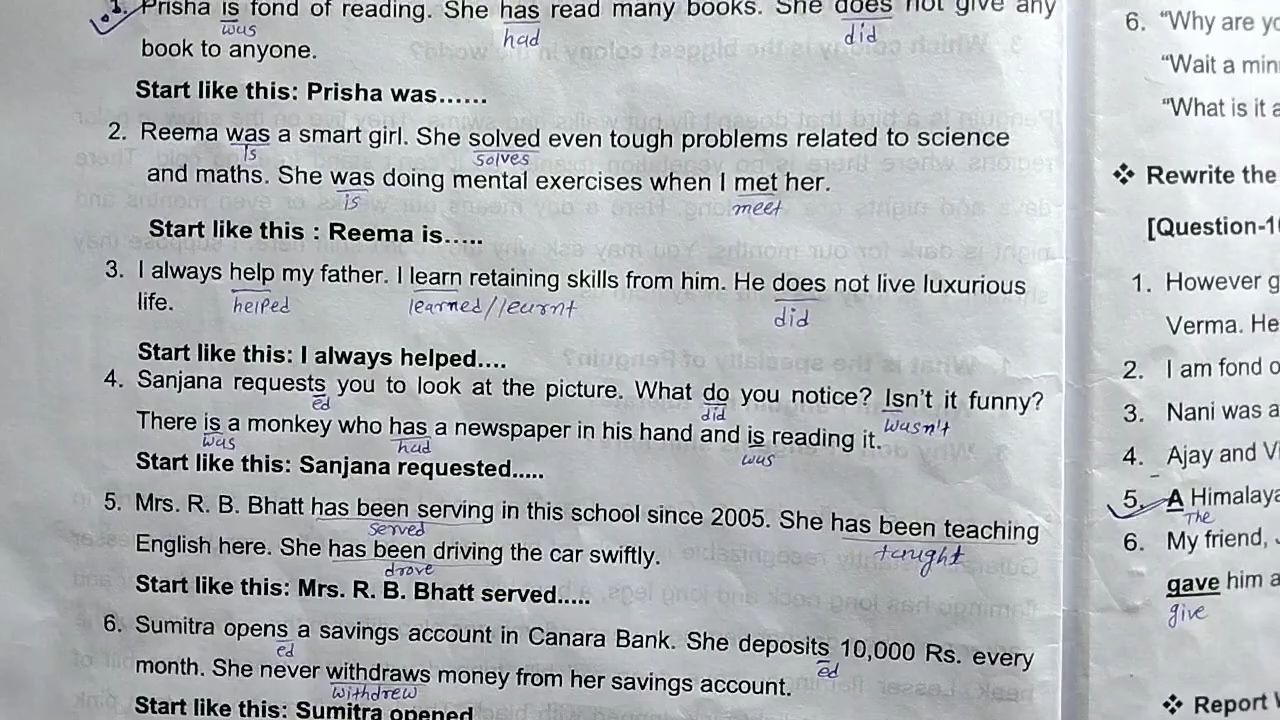 1. Prisha is fond of reading. She has read many books. She does not give any
was had did
book to anyone.
Start like this: Prisha was......
2. Reema was a smart girl. She solved even tough problems related to science
is solves
and maths. She was doing mental exercises when I met her.
is meet
Start like this : Reema is.....
3. I always help my father. I learn retaining skills from him. He does not live luxurious
life. helped learned/learnt did
Start like this: I always helped....
4. Sanjana requests you to look at the picture. What do you notice? Isn't it funny?
ed did wasn't
There is a monkey who has a newspaper in his hand and is reading it.
was had was
Start like this: Sanjana requested.....
5. Mrs. R. B. Bhatt has been serving in this school since 2005. She has been teaching
served taught
English here. She has been driving the car swiftly.
drove
Start like this: Mrs. R. B. Bhatt served.....
6. Sumitra opens a savings account in Canara Bank. She deposits 10,000 Rs. every
ed ed
month. She never withdraws money from her savings account.
withdrew
Start like this: Sumitra opened
6. "Why are yo
"Wait a min
"What is it a
❖ Rewrite the
[Question-1
1. However g
Verma. He
2. I am fond o
3. Nani was a
4. Ajay and Vi
5. A Himalaya
The
6. My friend,
gave him a
give
❖ Report